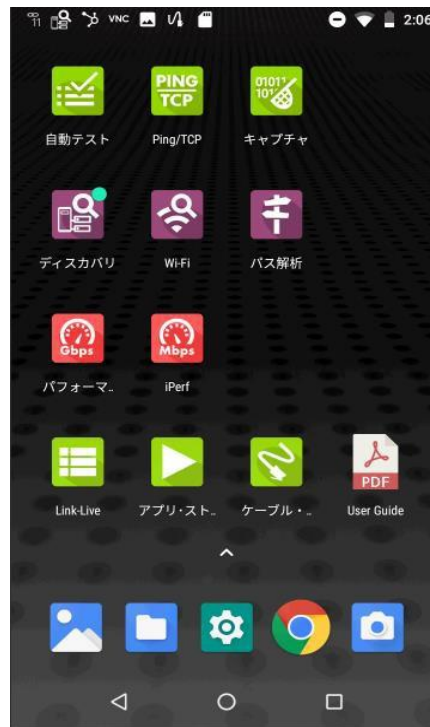 11 VNC 2:06
PING TCP 01011 101
自動テスト Ping/TCP キャプチャ
ディスカバリ Wi-Fi パス解析
Gbps Mbps
パフォーマ.. iPerf
Link-Live アプリ・スト.. ケーブル・.. User Guide
PDF